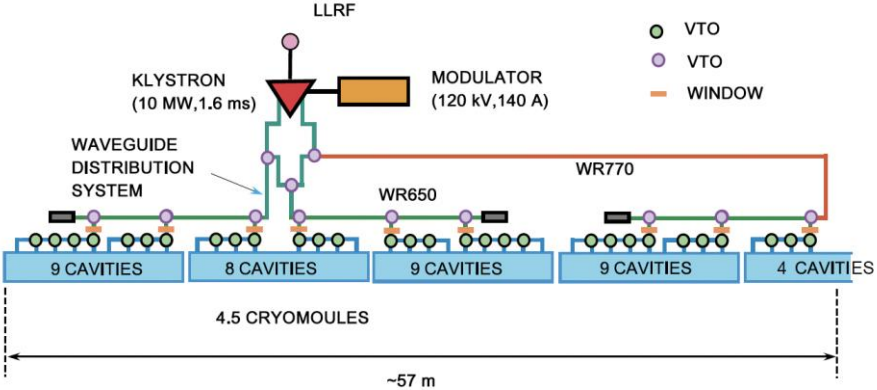 LLRF
KLYSTRON
(10 MW,1.6 ms)
MODULATOR
(120 kV,140 A)
VTO
VTO
WINDOW
WAVEGUIDE
DISTRIBUTION
SYSTEM
WR770
WR650
9 CAVITIES
8 CAVITIES
9 CAVITIES
9 CAVITIES
4 CAVITIES
4.5 CRYOMOULES
~57 m